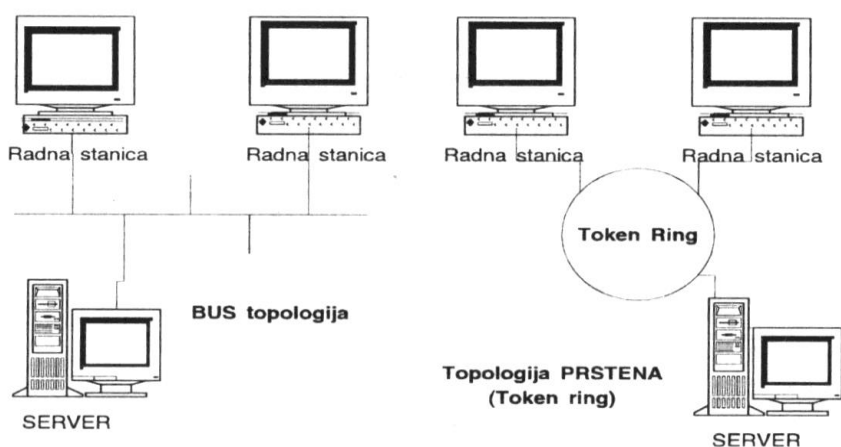 Radna stanica
Radna stanica
Radna stanica
Radna stanica
Token Ring
BUS topologija
Topologija PRSTENA
(Token ring)
SERVER
SERVER